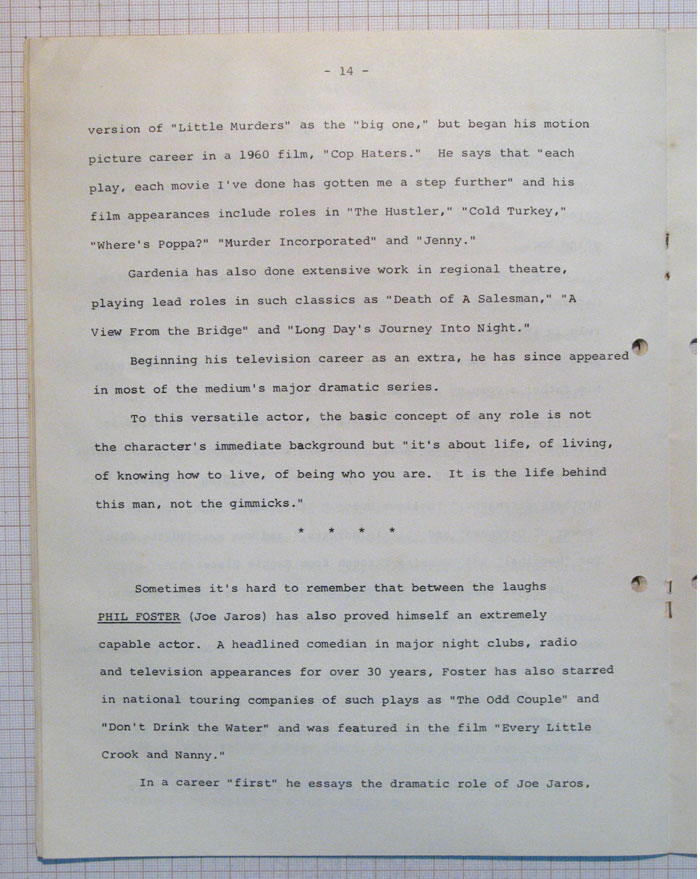 - 14 -
version of "Little Murders" as the "big one," but began his motion
picture career in a 1960 film, "Cop Haters."  He says that "each
play, each movie I've done has gotten me a step further" and his
film appearances include roles in "The Hustler," "Cold Turkey,"
"Where's Poppa?" "Murder Incorporated" and "Jenny."
Gardenia has also done extensive work in regional theatre,
playing lead roles in such classics as "Death of A Salesman," "A
View From the Bridge" and "Long Day's Journey Into Night."
Beginning his television career as an extra, he has since appeared
in most of the medium's major dramatic series.
To this versatile actor, the basic concept of any role is not
the character's immediate background but "it's about life, of living,
of knowing how to live, of being who you are.  It is the life behind
this man, not the gimmicks."
* * * *
Sometimes it's hard to remember that between the laughs
PHIL FOSTER (Joe Jaros) has also proved himself an extremely
capable actor.  A headlined comedian in major night clubs, radio
and television appearances for over 30 years, Foster has also starred
in national touring companies of such plays as "The Odd Couple" and
"Don't Drink the Water" and was featured in the film "Every Little
Crook and Nanny."
In a career "first" he essays the dramatic role of Joe Jaros,